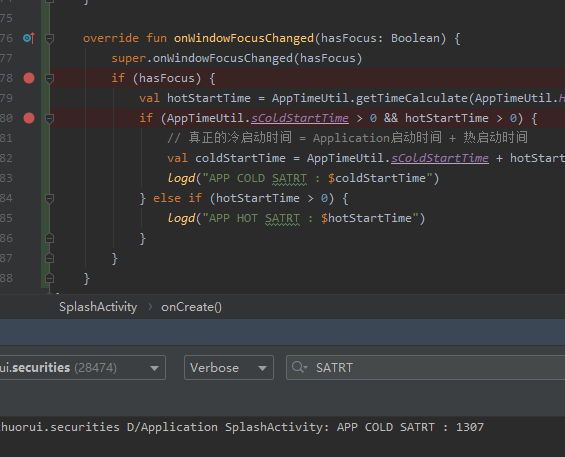 75
76 override fun onWindowFocusChanged(hasFocus: Boolean) {
77 super.onWindowFocusChanged(hasFocus)
78 if (hasFocus) {
79 val hotStartTime = AppTimeUtil.getTimeCalculate(AppTimeUtil.H
80 if (AppTimeUtil.sColdStartTime > 0 && hotStartTime > 0) {
81 // 真正的冷启动时间 = Application启动时间 + 热启动时间
82 val coldStartTime = AppTimeUtil.sColdStartTime + hotStart
83 logd("APP COLD SATRT : $coldStartTime")
84 } else if (hotStartTime > 0) {
85 logd("APP HOT SATRT : $hotStartTime")
86 }
87 }
88 }
SplashActivity › onCreate()
ui.securities (28474) Verbose SATRT
huorui.securities D/Application SplashActivity: APP COLD SATRT : 1307